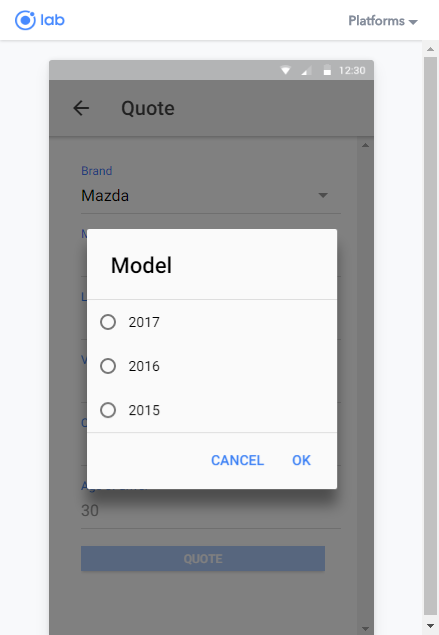 lab
Platforms
12:30
Quote
Brand
Mazda
Model
2017
2016
2015
CANCEL OK
30
QUOTE